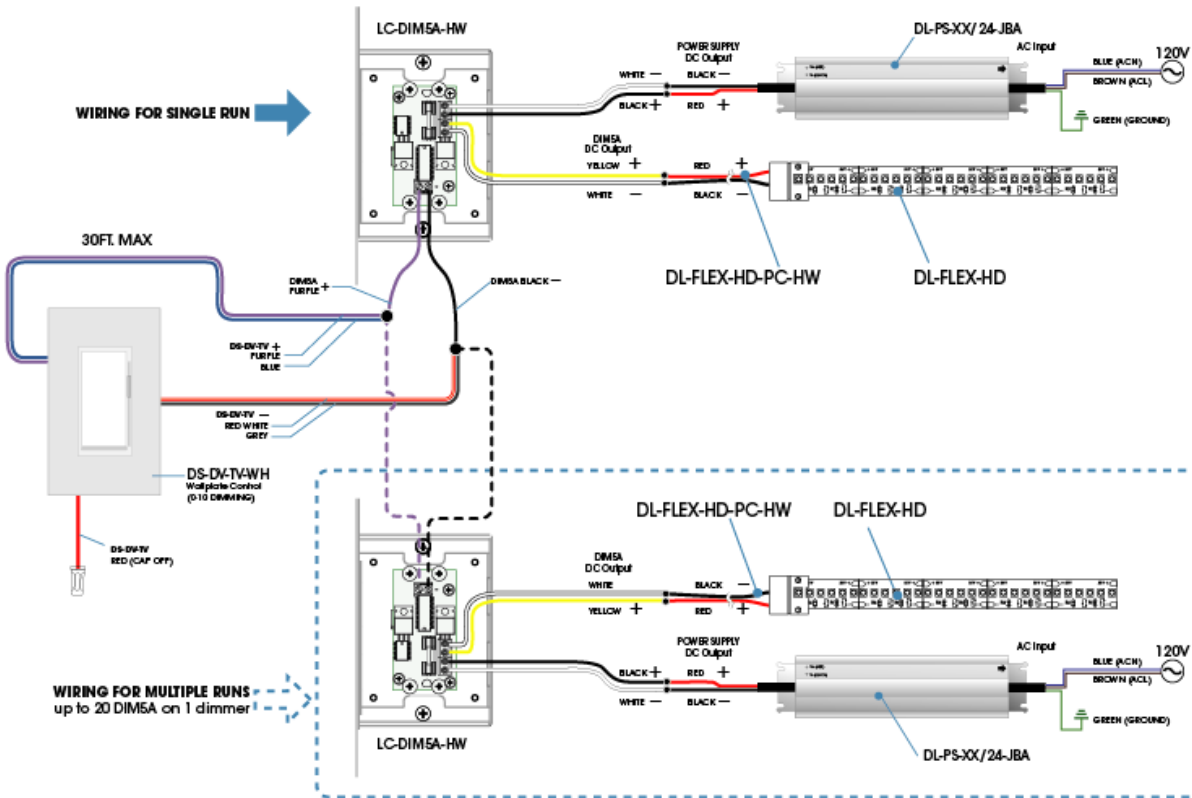 LC-DIM5A-HW
WIRING FOR SINGLE RUN
WHITE —
BLACK +
POWER SUPPLY
DC Output
BLACK —
RED +
DL-PS-XX/24-JBA
AC Input
120V
BLUE (ACN)
BROWN (ACL)
GREEN (GROUND)
DIM5A
DC Output
YELLOW +
WHITE —
RED +
BLACK —
DL-FLEX-HD-PC-HW
DL-FLEX-HD
30FT. MAX
DIM5A
PURPLE +
DIM5A BLACK —
DS-DV-TV +
PURPLE
BLUE
DS-DV-TV —
RED WHITE
GREY
DS-DV-TV-WH
Wallplate Control
(0-10 DIMMING)
DS-DV-TV
RED (CAP OFF)
DL-FLEX-HD-PC-HW
DL-FLEX-HD
DIM5A
DC Output
WHITE
YELLOW +
BLACK —
RED
POWER SUPPLY
DC Output
BLACK +
WHITE —
RED +
BLACK —
AC Input
120V
BLUE (ACN)
BROWN (ACL)
GREEN (GROUND)
DL-PS-XX/24-JBA
WIRING FOR MULTIPLE RUNS
up to 20 DIM5A on 1 dimmer
LC-DIM5A-HW